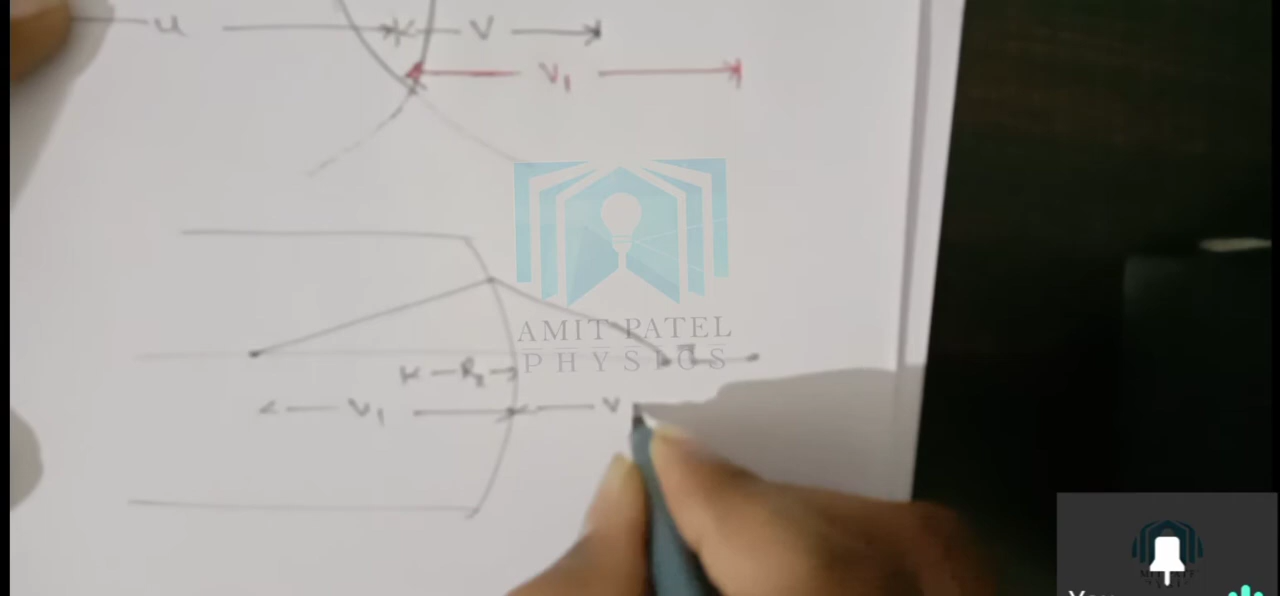 u V
V₁
AMIT PATEL
PHYSICS
R₂
V₁ V